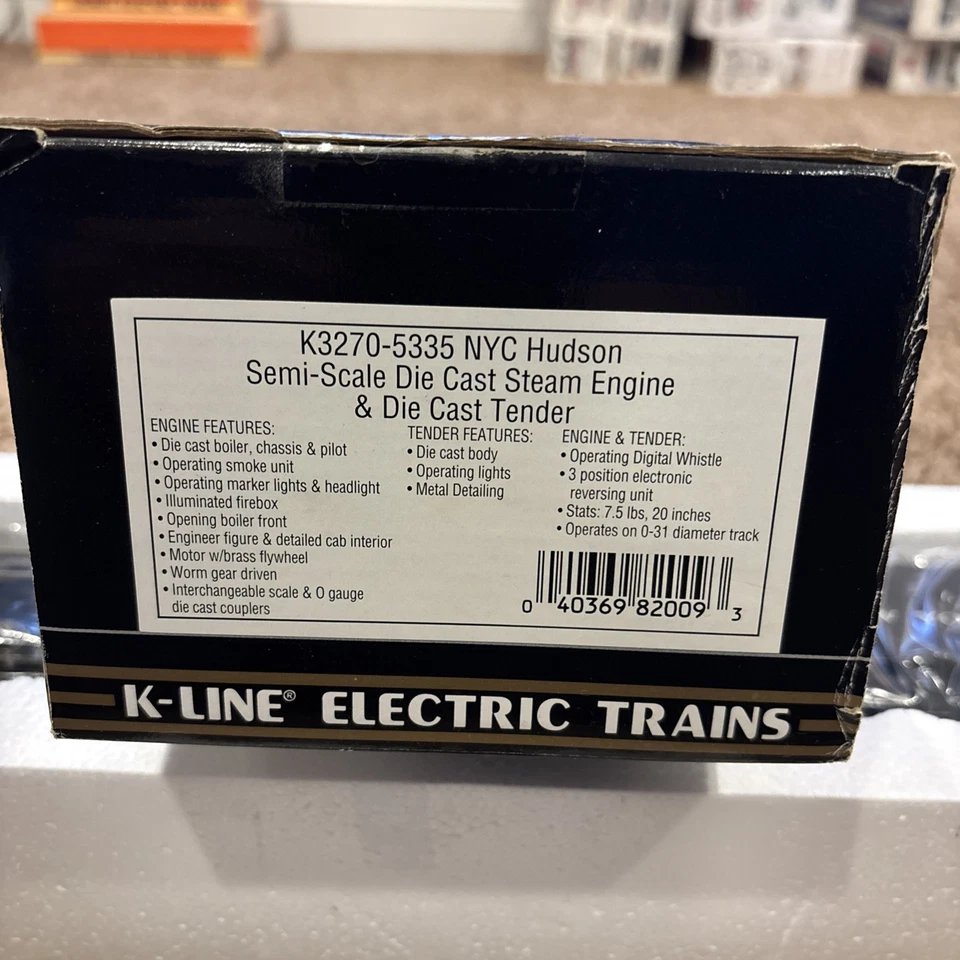 K3270-5335 NYC Hudson
Semi-Scale Die Cast Steam Engine
& Die Cast Tender
ENGINE FEATURES:
• Die cast boiler, chassis & pilot
• Operating smoke unit
• Operating marker lights & headlight
• Illuminated firebox
• Opening boiler front
• Engineer figure & detailed cab interior
• Motor w/brass flywheel
• Worm gear driven
• Interchangeable scale & O gauge
die cast couplers
TENDER FEATURES:
• Die cast body
• Operating lights
• Metal Detailing
ENGINE & TENDER:
• Operating Digital Whistle
• 3 position electronic
reversing unit
• Stats: 7.5 lbs, 20 inches
• Operates on 0-31 diameter track
0 40369 82009 3
K-LINE® ELECTRIC TRAINS